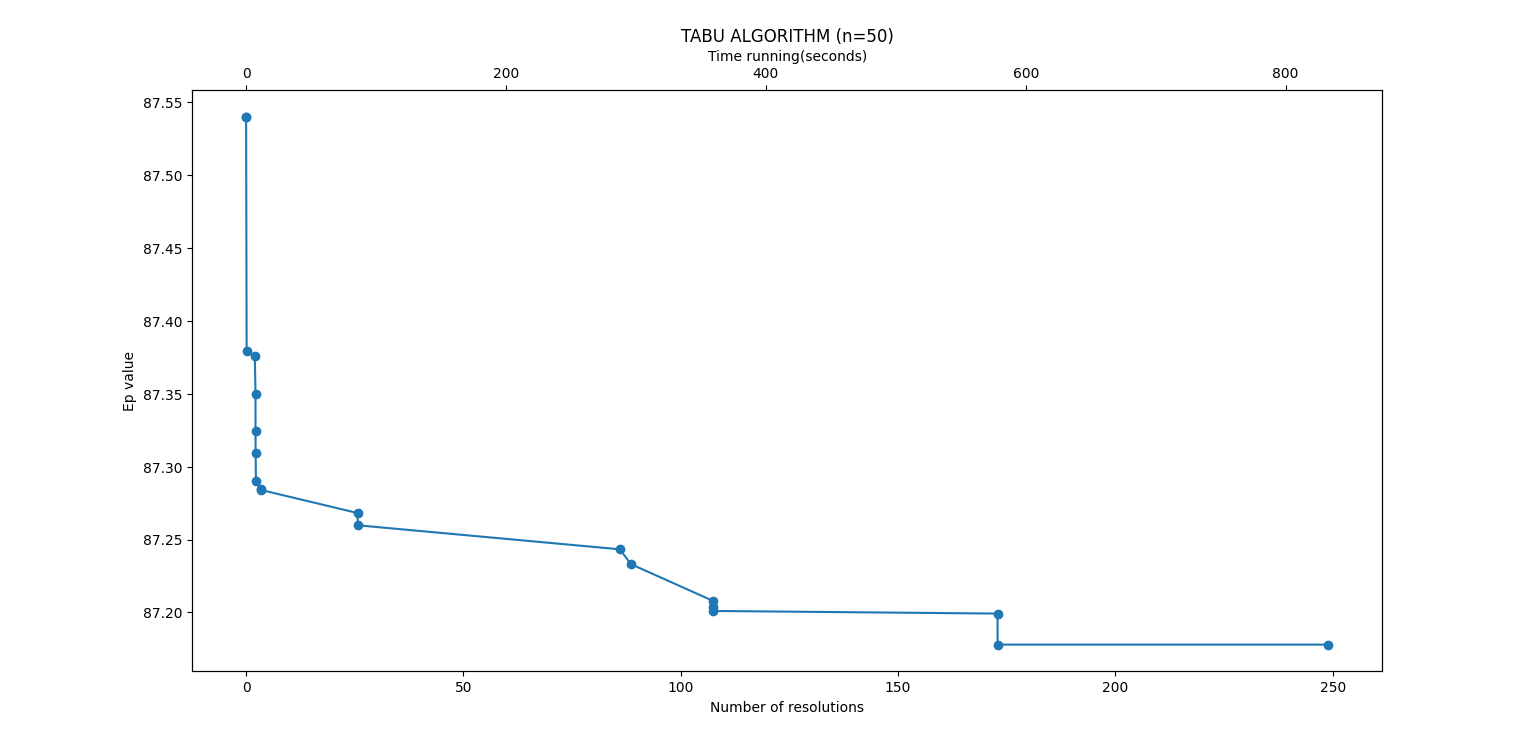 TABU ALGORITHM (n=50)
Time running(seconds)
0 200 400 600 800
87.55
87.50
87.45
87.40
87.35
87.30
87.25
87.20
Ep value
0 50 100 150 200 250
Number of resolutions